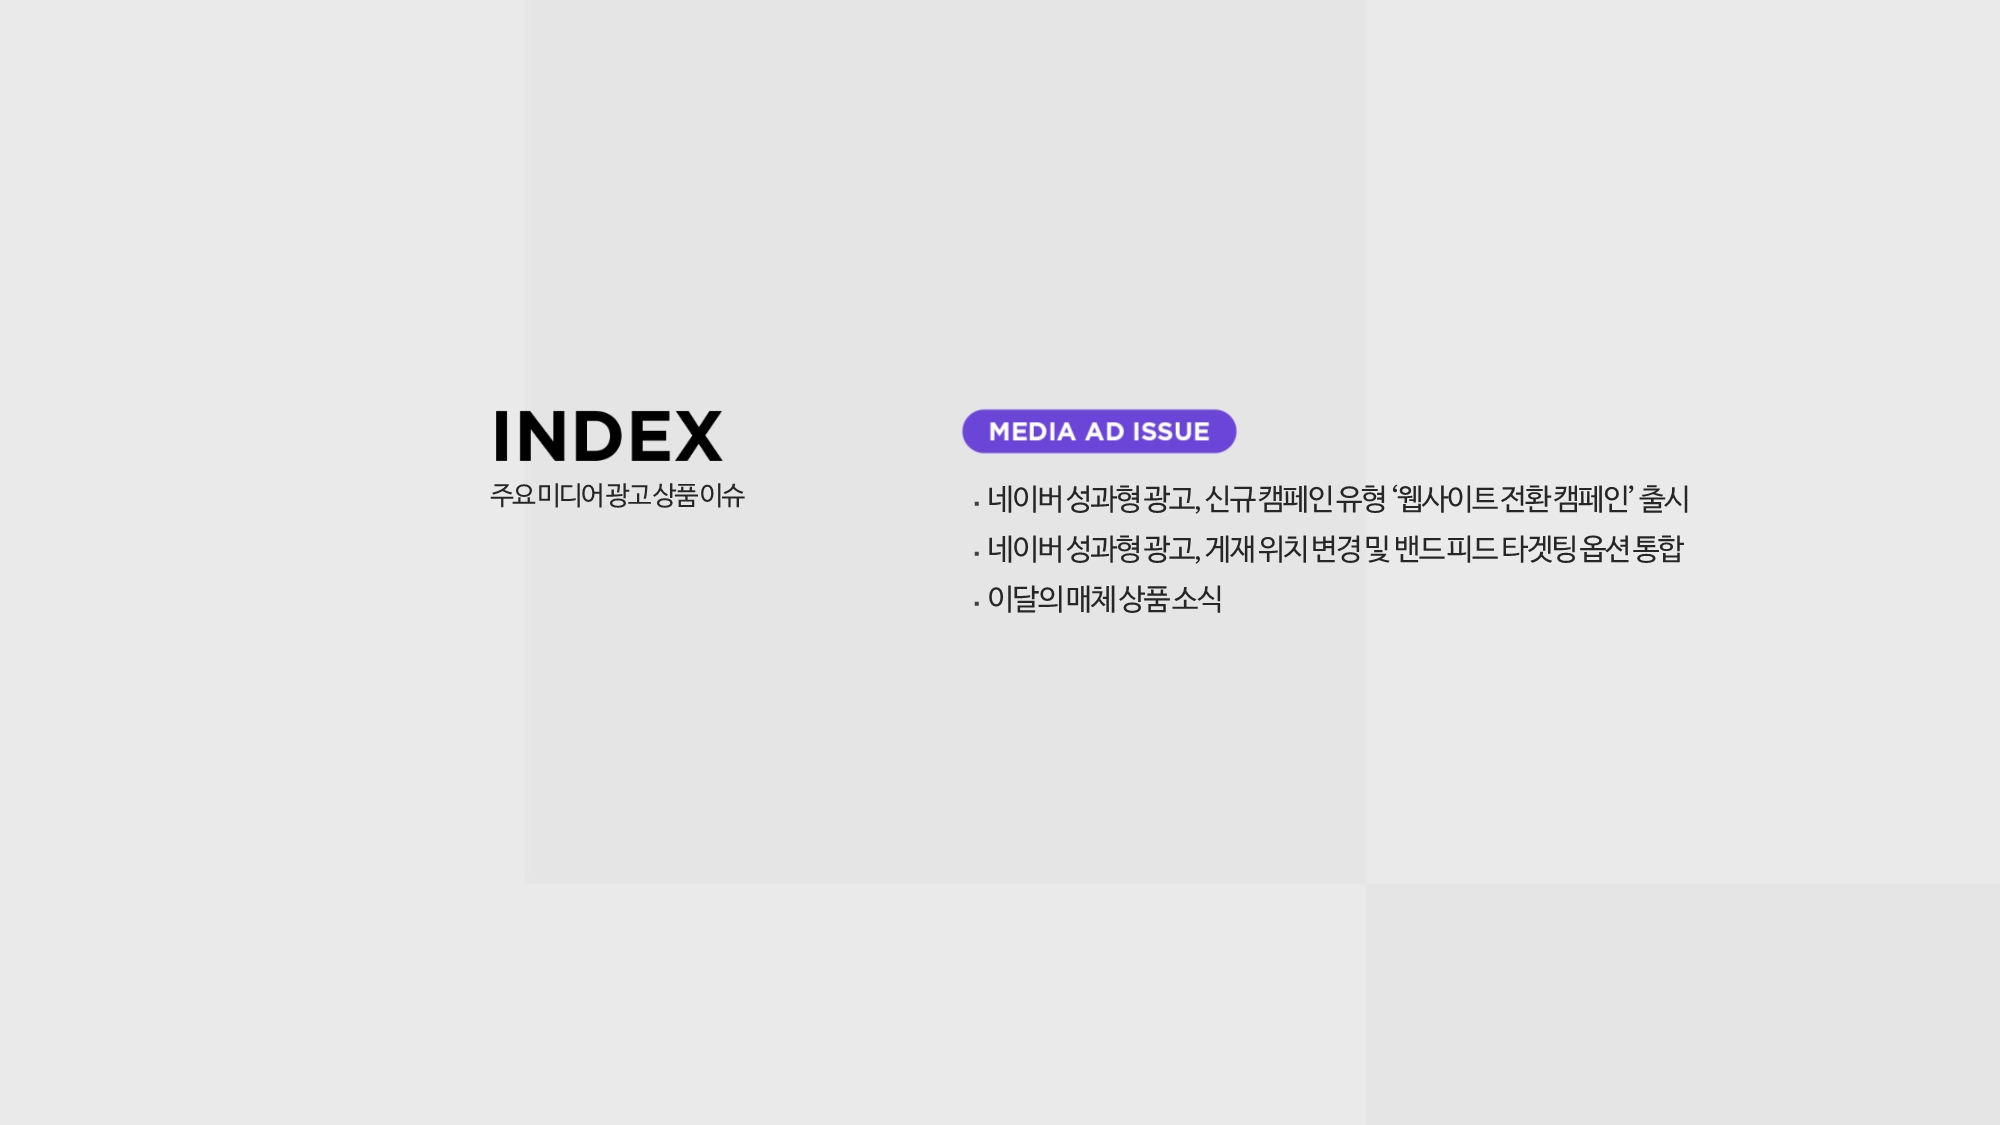 INDEX
주요 미디어 광고 상품 이슈
MEDIA AD ISSUE
· 네이버 성과형 광고, 신규 캠페인 유형 ‘웹사이트 전환 캠페인’ 출시
· 네이버 성과형 광고, 게재 위치 변경 및 밴드 피드 타겟팅 옵션 통합
· 이달의 매체 상품 소식